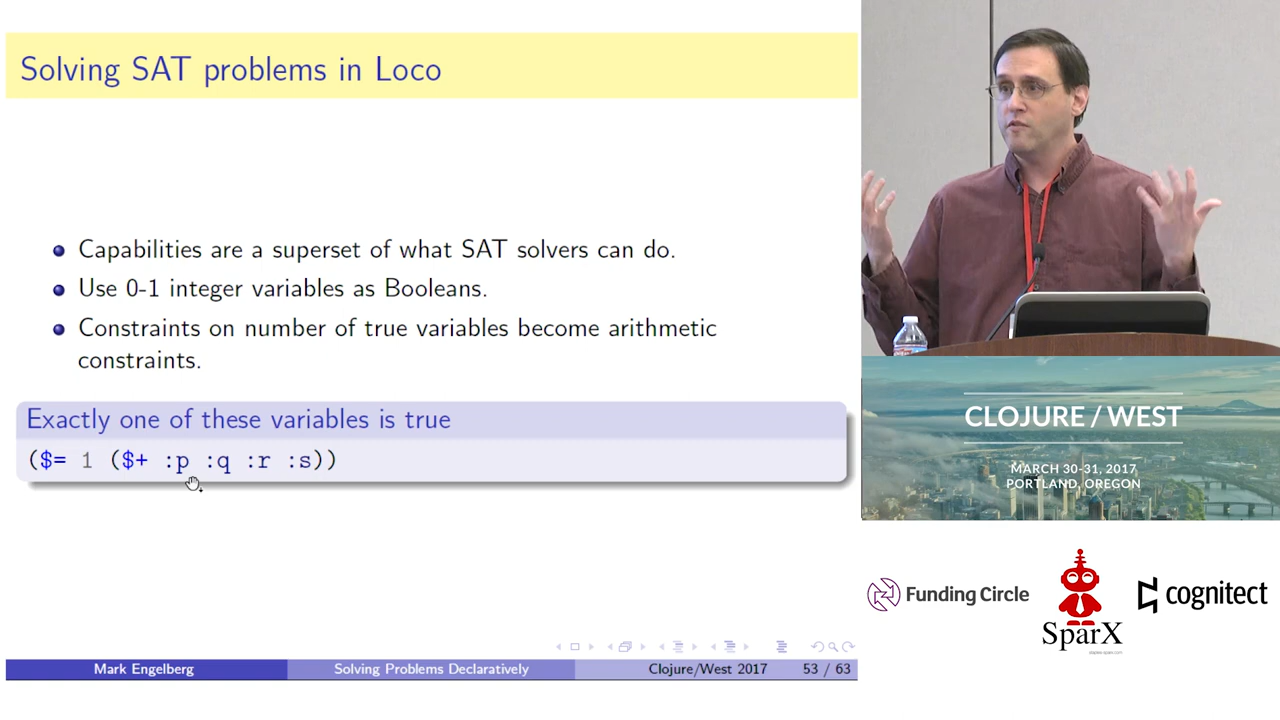 Solving SAT problems in Loco
Capabilities are a superset of what SAT solvers can do.
Use 0-1 integer variables as Booleans.
Constraints on number of true variables become arithmetic
constraints.
Exactly one of these variables is true
($= 1 ($+ :p :q :r :s))
Mark Engelberg
Solving Problems Declaratively
Clojure/West 2017
53 / 63
CLOJURE / WEST
MARCH 30-31, 2017
PORTLAND, OREGON
Funding Circle
SparX
cognitect